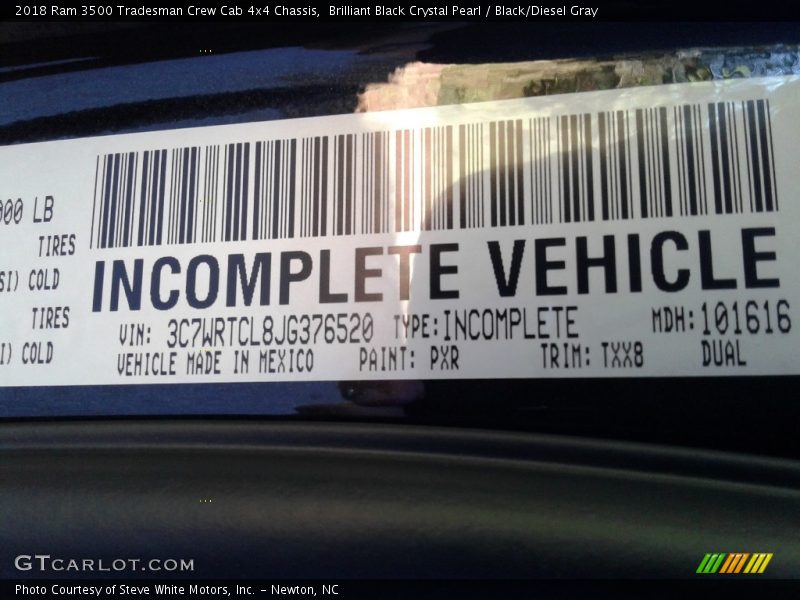 2018 Ram 3500 Tradesman Crew Cab 4x4 Chassis, Brilliant Black Crystal Pearl / Black/Diesel Gray
LB
TIRES
COLD
TIRES
COLD
INCOMPLETE VEHICLE
VIN: 3C7WRTCL8JG376520 TYPE:INCOMPLETE MDH:101616
VEHICLE MADE IN MEXICO PAINT: PXR TRIM: TXX8 DUAL
GTCARLOT.COM
Photo Courtesy of Steve White Motors, Inc. - Newton, NC